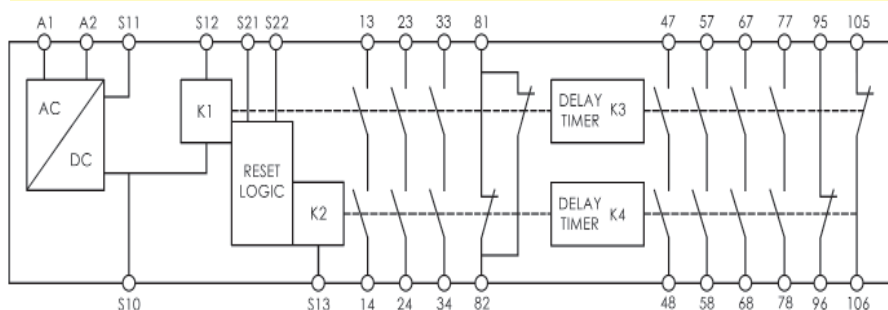 A1 A2 S11 S12 S21 S22 13 23 33 81 47 57 67 77 95 105
AC
DC
K1
RESET
LOGIC
K2
DELAY
TIMER K3
DELAY
TIMER K4
S10 S13 14 24 34 82 48 58 68 78 96 106